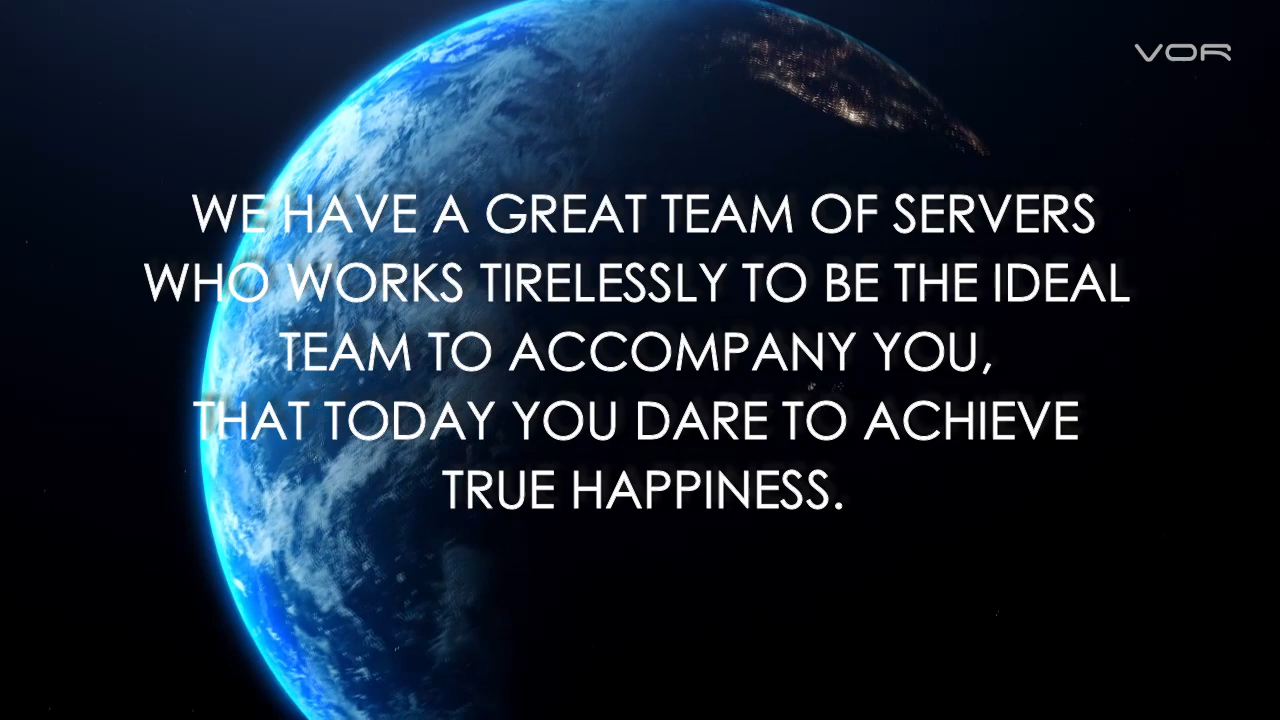 VOR
WE HAVE A GREAT TEAM OF SERVERS
WHO WORKS TIRELESSLY TO BE THE IDEAL
TEAM TO ACCOMPANY YOU,
THAT TODAY YOU DARE TO ACHIEVE
TRUE HAPPINESS.